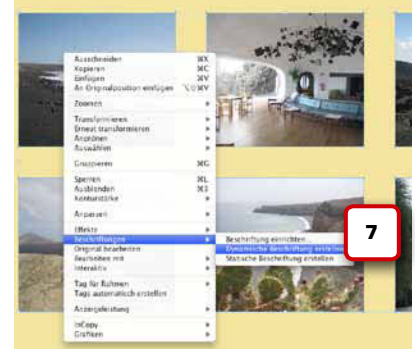 Ausschneiden ⌘X
Kopieren ⌘C
Einfügen ⌘V
An Originalposition einfügen ⌥⇧⌘V
Zoomen
Transformieren
Erneut transformieren
Anordnen
Auswählen
Gruppieren ⌘G
Sperren ⌘L
Ausblenden ⌘3
Konturstärke
Anpassen
Effekte
Beschriftungen
Beschriftung einrichten...
Dynamische Beschriftung erstellen
Statische Beschriftung erstellen
Original bearbeiten
Bearbeiten mit
Interaktiv
Tag für Rahmen
Tags automatisch erstellen
Anzeigeleistung
InCopy
Grafiken
7